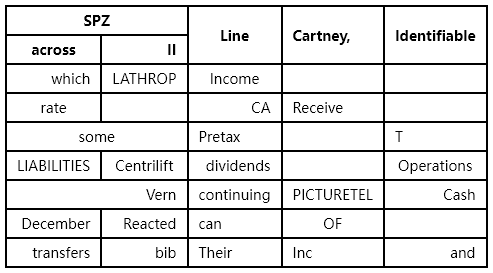 SPZ Line Cartney, Identifiable
across II
which LATHROP Income
rate CA Receive
some Pretax T
LIABILITIES Centrilift dividends Operations
Vern continuing PICTURETEL Cash
December Reacted can OF
transfers bib Their Inc and